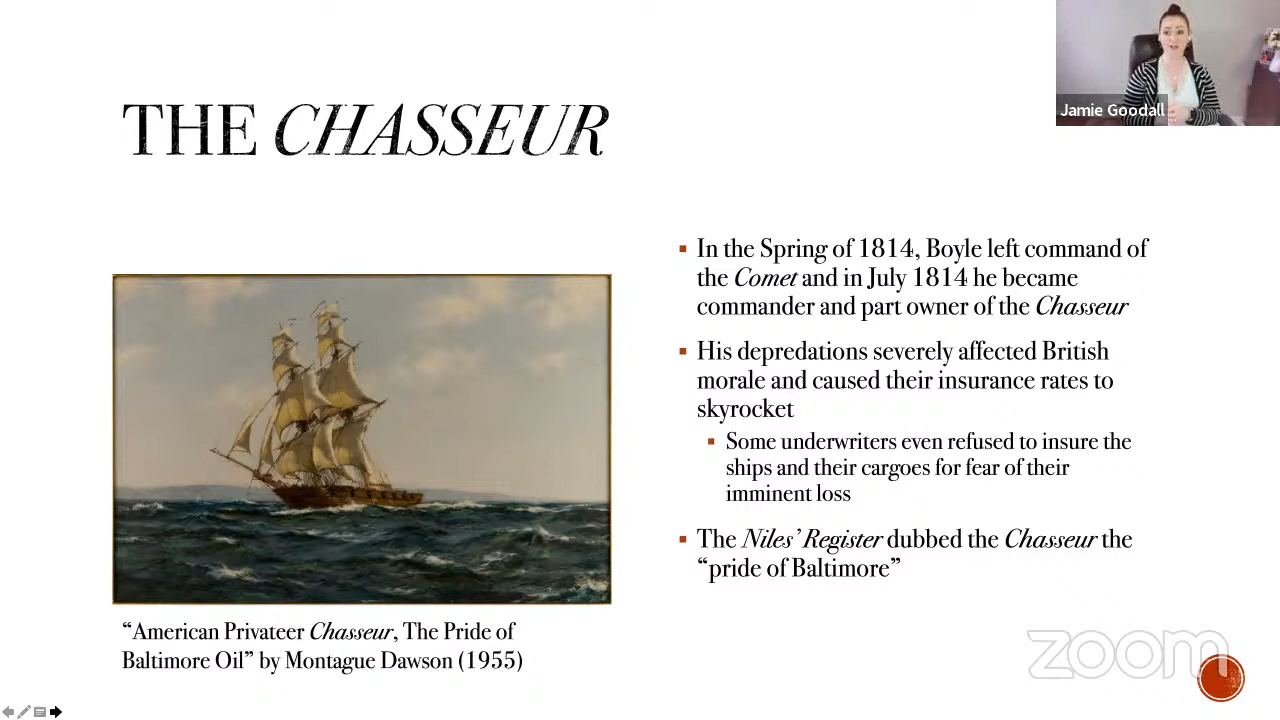 Jamie Goodall
THE CHASSEUR
In the Spring of 1814, Boyle left command of
the Comet and in July 1814 he became
commander and part owner of the Chasseur
His depredations severely affected British
morale and caused their insurance rates to
skyrocket
Some underwriters even refused to insure the
ships and their cargoes for fear of their
imminent loss
The Niles’ Register dubbed the Chasseur the
“pride of Baltimore”
“American Privateer Chasseur, The Pride of
Baltimore Oil” by Montague Dawson (1955)
zoom